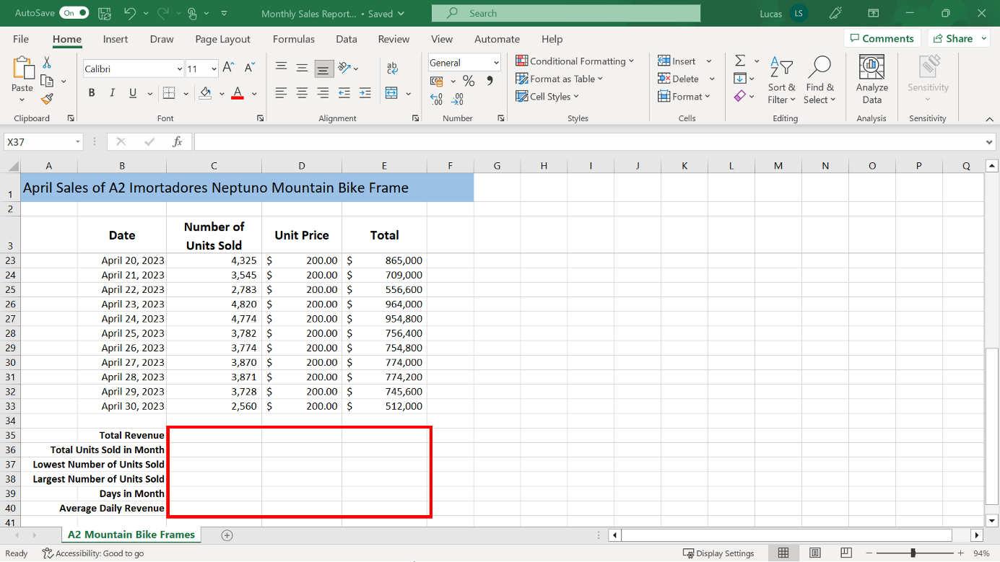 AutoSave On Monthly Sales Report... • Saved Search Lucas LS
File Home Insert Draw Page Layout Formulas Data Review View Automate Help Comments Share
Paste
Clipboard
Calibri 11
B I U A
Font
ab
Alignment
General
$ % 9
Number
Conditional Formatting
Format as Table
Cell Styles
Styles
Insert
Delete
Format
Cells
Sort & Filter
Find & Select
Editing
Analyze Data
Analysis
Sensitivity
Sensitivity
X37 fx
A B C D E F G H I J K L M N O P Q
1 April Sales of A2 Imortadores Neptuno Mountain Bike Frame
2
3 Date Number of Units Sold Unit Price Total
23 April 20, 2023 4,325 $ 200.00 $ 865,000
24 April 21, 2023 3,545 $ 200.00 $ 709,000
25 April 22, 2023 2,783 $ 200.00 $ 556,600
26 April 23, 2023 4,820 $ 200.00 $ 964,000
27 April 24, 2023 4,774 $ 200.00 $ 954,800
28 April 25, 2023 3,782 $ 200.00 $ 756,400
29 April 26, 2023 3,774 $ 200.00 $ 754,800
30 April 27, 2023 3,870 $ 200.00 $ 774,000
31 April 28, 2023 3,871 $ 200.00 $ 774,200
32 April 29, 2023 3,728 $ 200.00 $ 745,600
33 April 30, 2023 2,560 $ 200.00 $ 512,000
34
35 Total Revenue
36 Total Units Sold in Month
37 Lowest Number of Units Sold
38 Largest Number of Units Sold
39 Days in Month
40 Average Daily Revenue
41
A2 Mountain Bike Frames
Ready Accessibility: Good to go Display Settings 94%